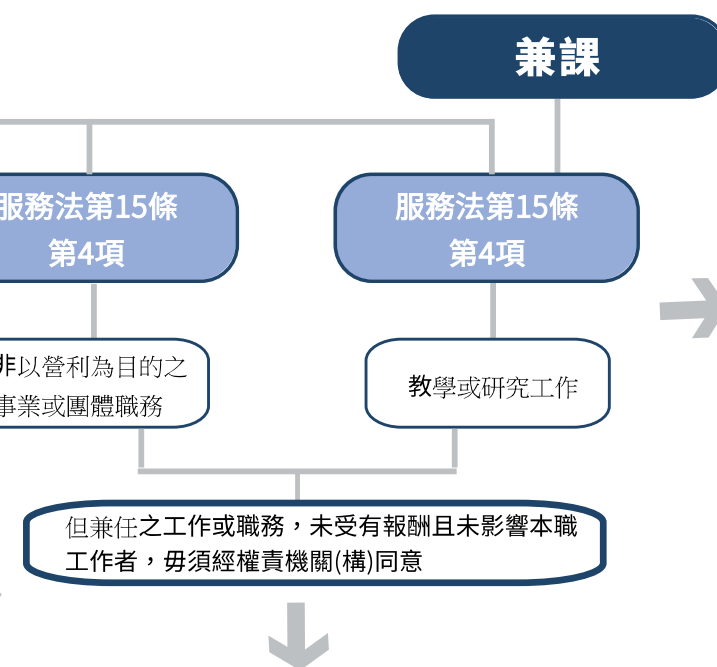 兼課
服務法第15條
第4項
服務法第15條
第4項
非以營利為目的之
事業或團體職務
教學或研究工作
但兼任之工作或職務，未受有報酬且未影響本職
工作者，毋須經權責機關(構)同意